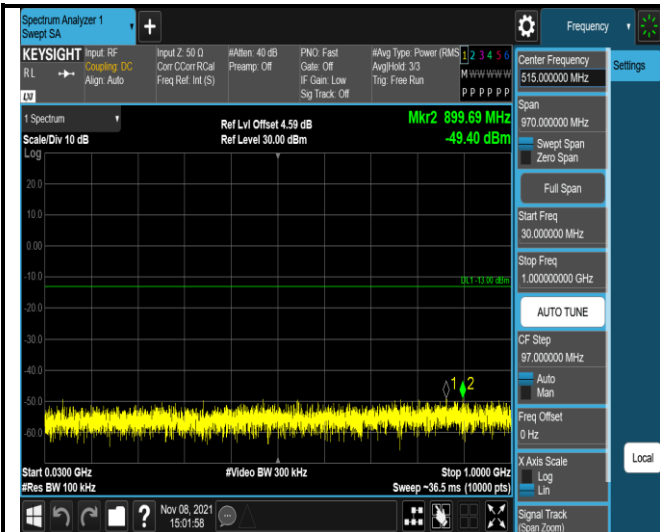 Spectrum Analyzer 1
Swept SA
Frequency
KEYSIGHT
RL
LXI
Input: RF
Coupling: DC
Align: Auto
Input Z: 50 Ω
Corr CCorr RCal
Freq Ref: Int (S)
#Atten: 40 dB
Preamp: Off
PNO: Fast
Gate: Off
IF Gain: Low
Sig Track: Off
#Avg Type: Power (RMS
Avg|Hold: 3/3
Trig: Free Run
1 2 3 4 5 6
M W W W W W
P P P P P P
1 Spectrum
Scale/Div 10 dB
Log
Ref Lvl Offset 4.59 dB
Ref Level 30.00 dBm
Mkr2 899.69 MHz
-49.40 dBm
20.0
10.0
0.00
-10.0
DL1 -13.00 dBm
-20.0
-30.0
-40.0
-50.0
-60.0
1
2
Start 0.0300 GHz
#Res BW 100 kHz
#Video BW 300 kHz
Stop 1.0000 GHz
Sweep ~36.5 ms (10000 pts)
Nov 08, 2021
15:01:58
?
Center Frequency
515.000000 MHz
Span
970.000000 MHz
Swept Span
Zero Span
Full Span
Start Freq
30.000000 MHz
Stop Freq
1.000000000 GHz
AUTO TUNE
CF Step
97.000000 MHz
Auto
Man
Freq Offset
0 Hz
X Axis Scale
Log
Lin
Signal Track
(Span Zoom)
Settings
Local